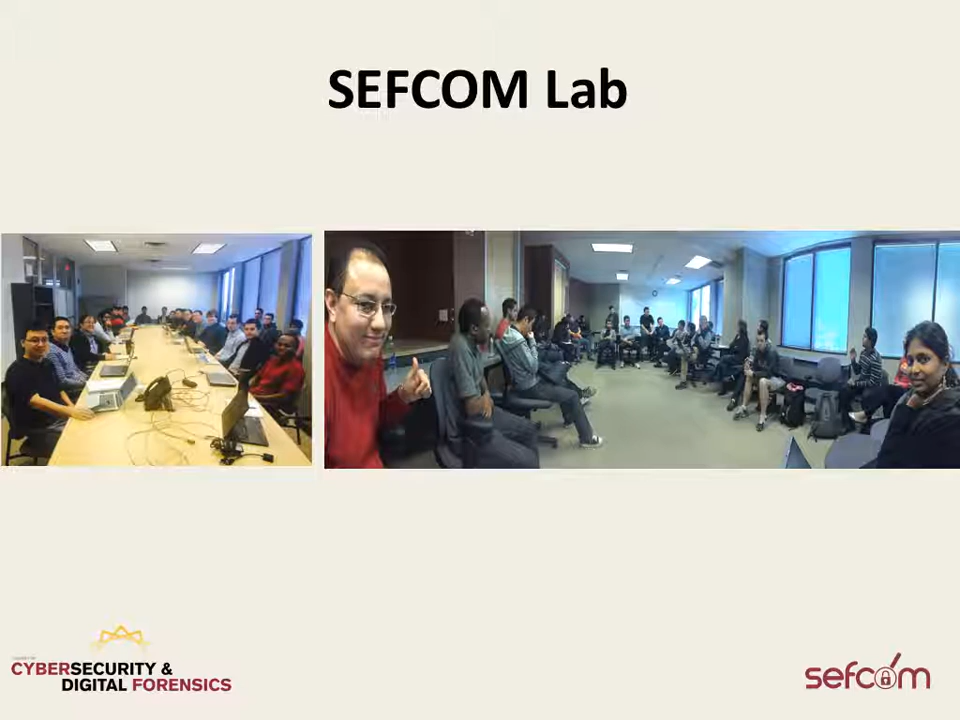 SEFCOM Lab
CYBERSECURITY &
DIGITAL FORENSICS
sefcom